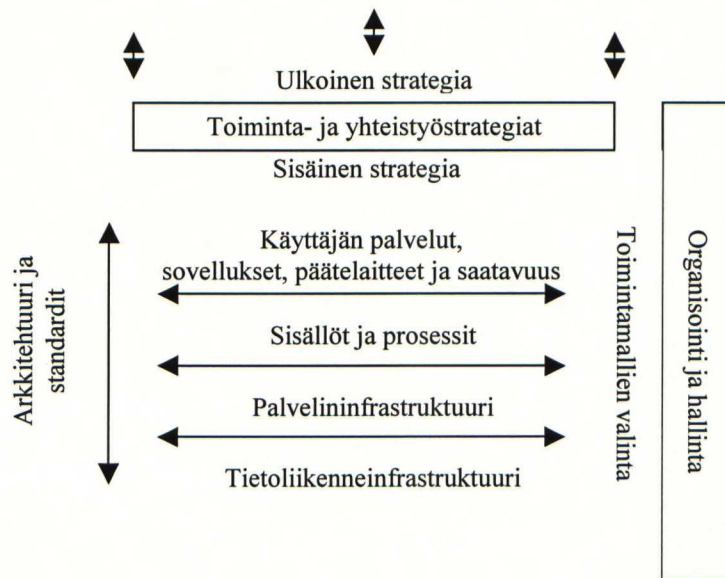 Ulkoinen strategia
Toiminta- ja yhteistyöstrategiat
Sisäinen strategia
Arkkitehtuuri ja
standardit
Käyttäjän palvelut,
sovellukset, päätelaitteet ja saatavuus
Sisällöt ja prosessit
Palvelininfrastruktuuri
Tietoliikenneinfrastruktuuri
Toimintamallien valinta
Organisointi ja hallinta